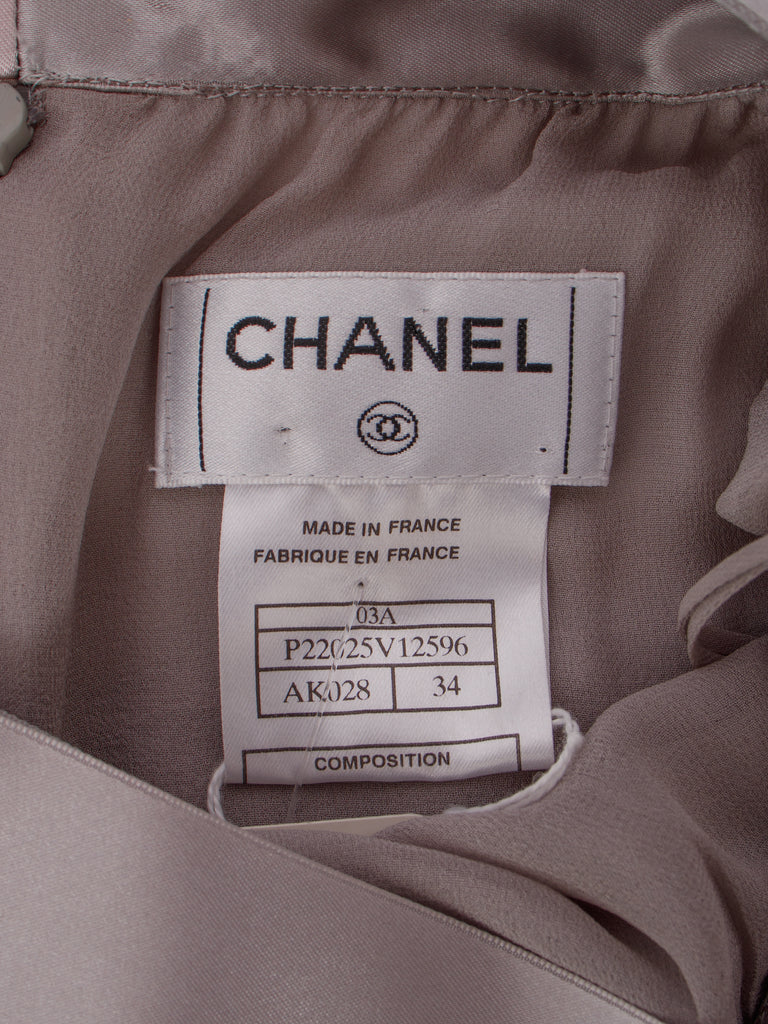 CHANEL
MADE IN FRANCE
FABRIQUE EN FRANCE
03A
P22025V12596
AK028 34
COMPOSITION